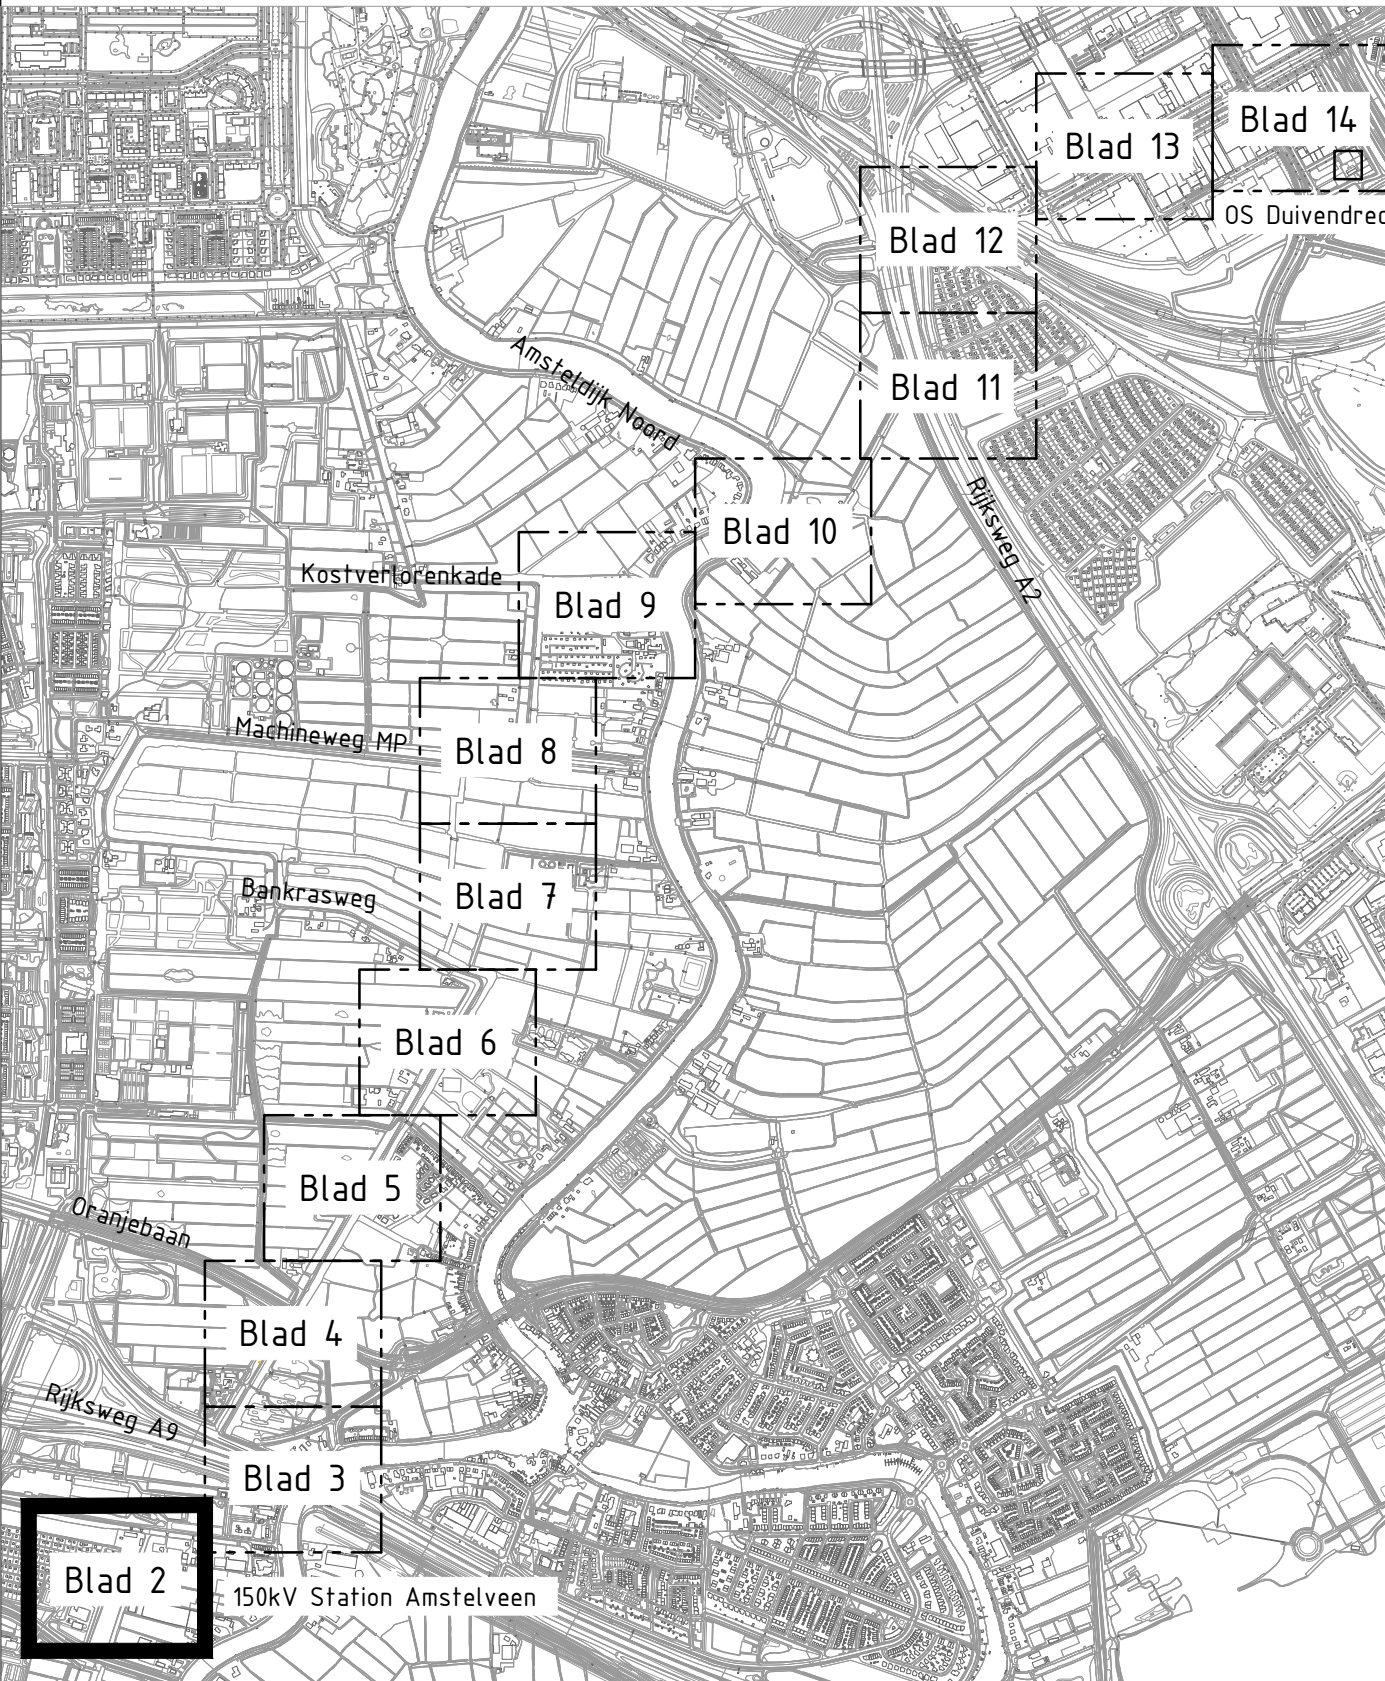 Blad 14
Blad 13
OS Duivendrec
Blad 12
Amsteldijk Noord
Blad 11
Rijksweg A2
Blad 10
Kostverlorenkade
Blad 9
Machineweg MP
Blad 8
Bankrasweg
Blad 7
Blad 6
Blad 5
Oranjebaan
Blad 4
Rijksweg A9
Blad 3
Blad 2
150kV Station Amstelveen